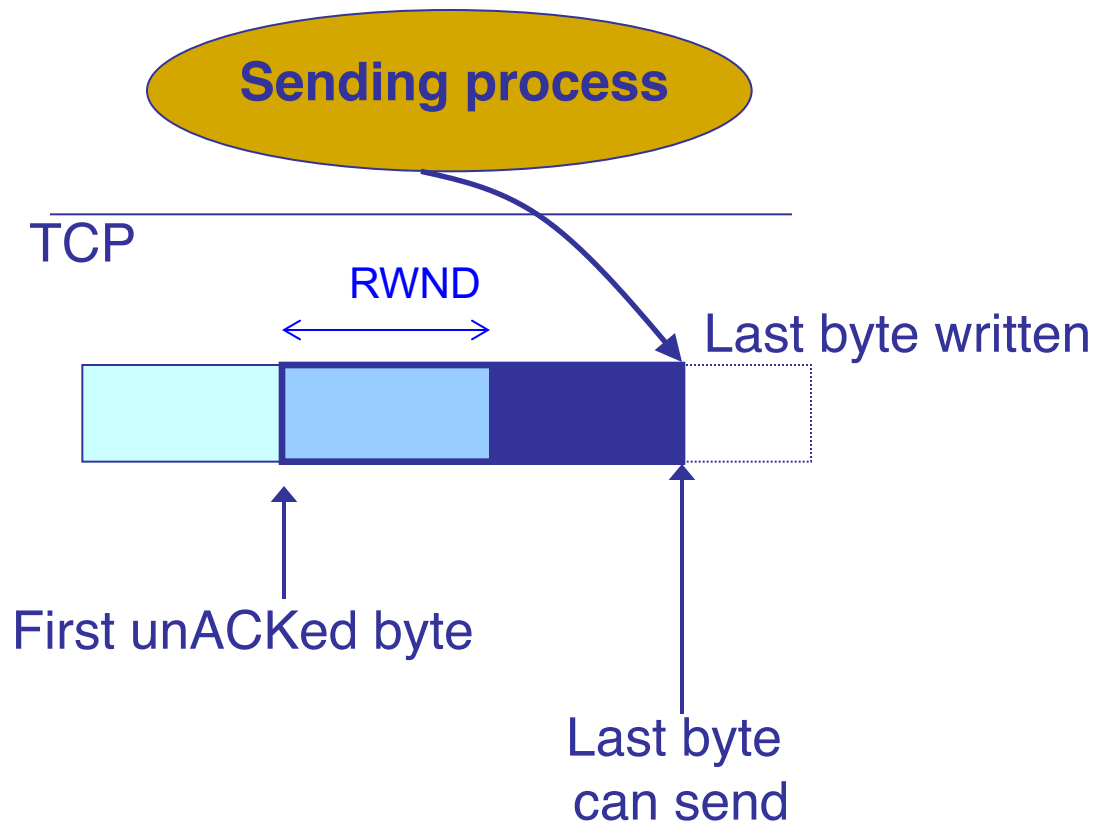 Sending process
TCP
RWND
Last byte written
First unACKed byte
Last byte
can send